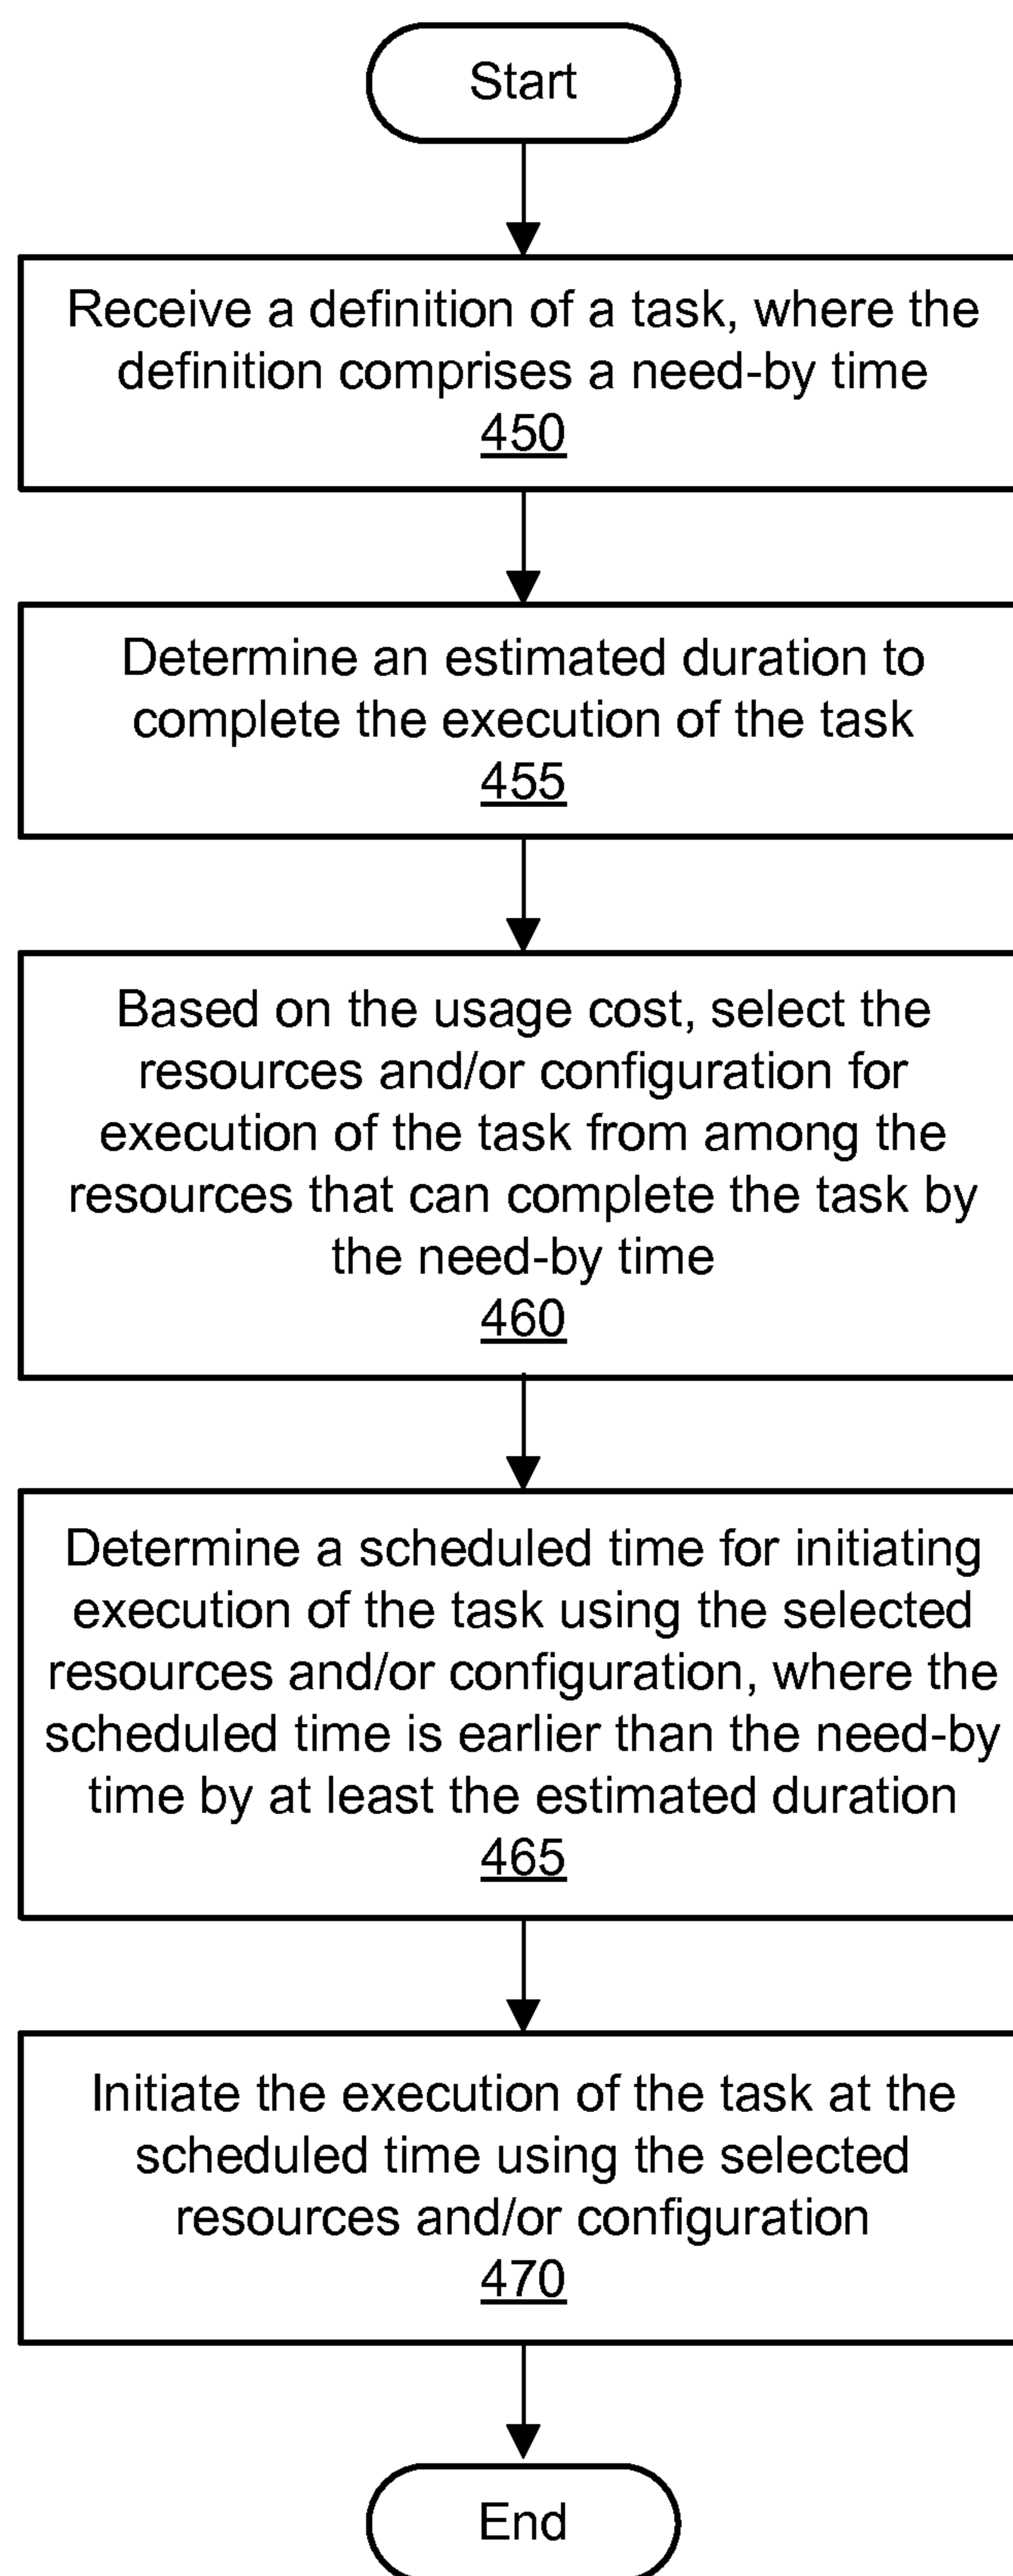 Start
Receive a definition of a task, where the
definition comprises a need-by time
450
Determine an estimated duration to
complete the execution of the task
455
Based on the usage cost, select the
resources and/or configuration for
execution of the task from among the
resources that can complete the task by
the need-by time
460
Determine a scheduled time for initiating
execution of the task using the selected
resources and/or configuration, where the
scheduled time is earlier than the need-by
time by at least the estimated duration
465
Initiate the execution of the task at the
scheduled time using the selected
resources and/or configuration
470
End